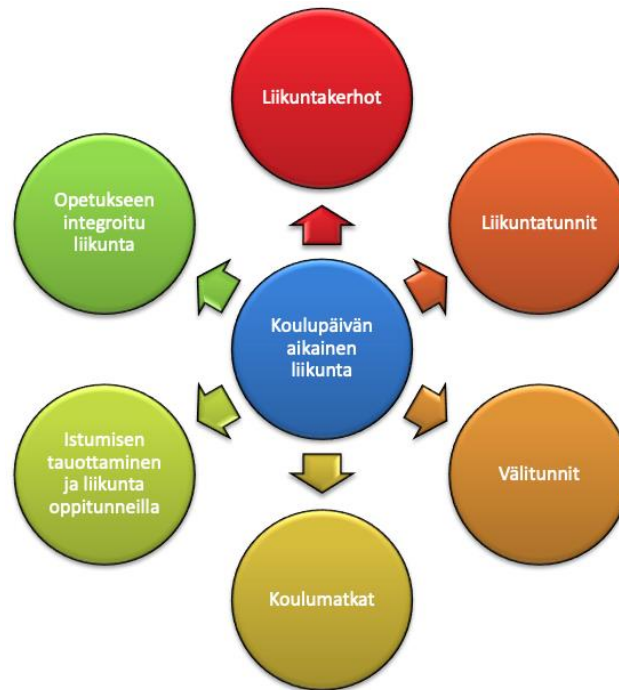 Liikuntakerhot
Opetukseen
integroitu
liikunta
Liikuntatunnit
Koulupäivän
aikainen
liikunta
Istumisen
tauottaminen
ja liikunta
oppitunneilla
Välitunnit
Koulumatkat